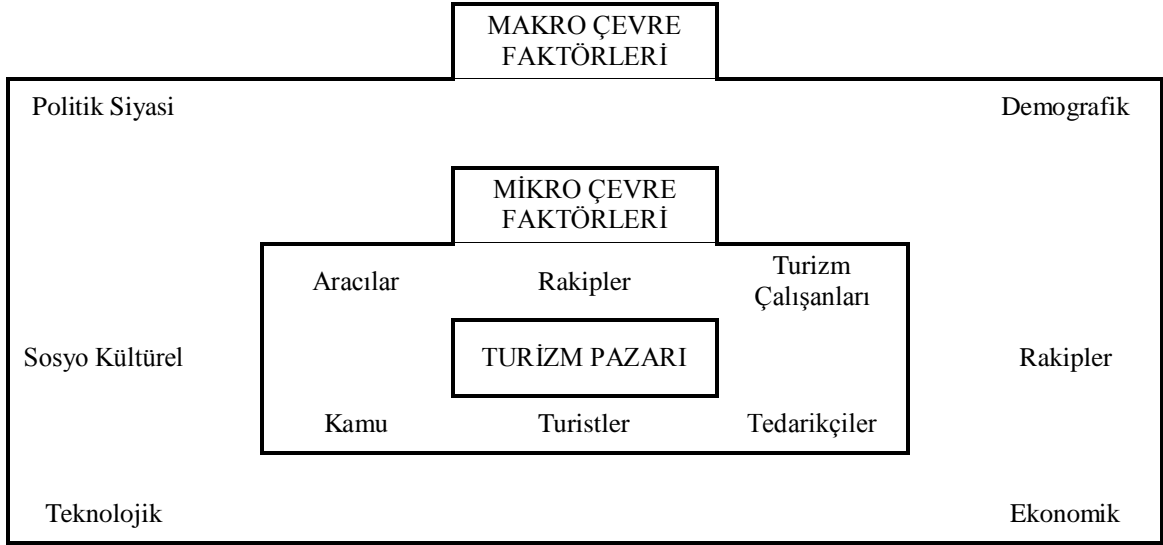 MAKRO ÇEVRE
FAKTÖRLERİ
Politik Siyasi
Demografik
MİKRO ÇEVRE
FAKTÖRLERİ
Aracılar
Rakipler
Turizm
Çalışanları
Sosyo Kültürel
TURİZM PAZARI
Rakipler
Kamu
Turistler
Tedarikçiler
Teknolojik
Ekonomik